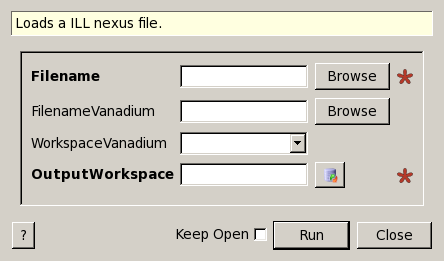 Loads a ILL nexus file.
Filename Browse *
FilenameVanadium Browse
WorkspaceVanadium
OutputWorkspace *
? Keep Open Run Close